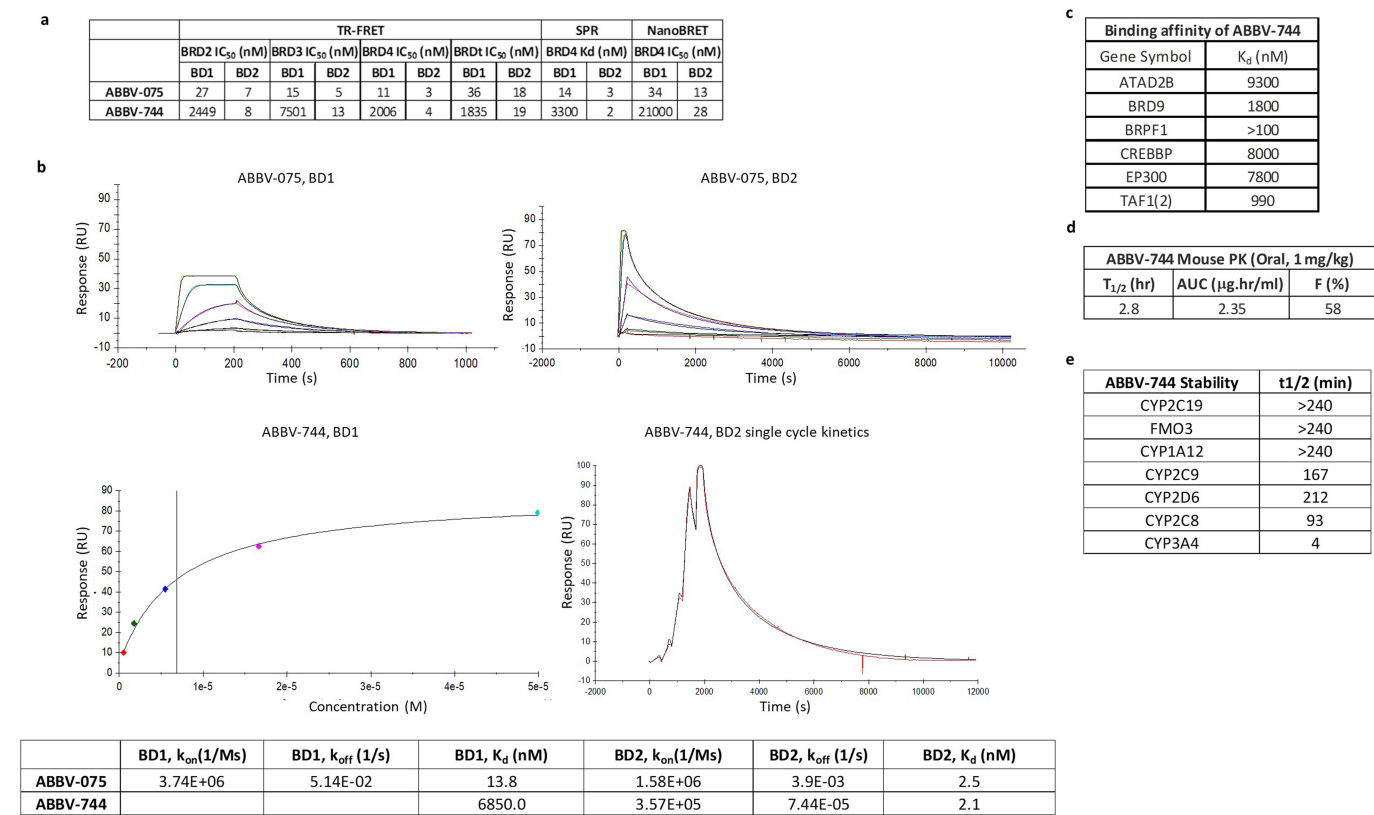 a
TR-FRET SPR NanoBRET
BRD2 IC50 (nM) BRD3 IC50 (nM) BRD4 IC50 (nM) BRDt IC50 (nM) BRD4 Kd (nM) BRD4 IC50 (nM)
BD1 BD2 BD1 BD2 BD1 BD2 BD1 BD2 BD1 BD2 BD1 BD2
ABBV-075 27 7 15 5 11 3 36 18 14 3 34 13
ABBV-744 2449 8 7501 13 2006 4 1835 19 3300 2 21000 28
b
ABBV-075, BD1
Response (RU)
90
70
50
30
10
-10
-200 0 200 400 600 800 1000
Time (s)
ABBV-075, BD2
Response (RU)
90
70
50
30
10
-10
-2000 0 2000 4000 6000 8000 10000
Time (s)
ABBV-744, BD1
Response (RU)
90
80
70
60
50
40
30
20
10
0
0 1e-5 2e-5 3e-5 4e-5 5e-5
Concentration (M)
ABBV-744, BD2 single cycle kinetics
Response (RU)
100
90
80
70
60
50
40
30
20
10
0
-10
-2000 0 2000 4000 6000 8000 10000 12000
Time (s)
BD1, kon(1/Ms) BD1, koff (1/s) BD1, Kd (nM) BD2, kon(1/Ms) BD2, koff (1/s) BD2, Kd (nM)
ABBV-075 3.74E+06 5.14E-02 13.8 1.58E+06 3.9E-03 2.5
ABBV-744 6850.0 3.57E+05 7.44E-05 2.1
c
Binding affinity of ABBV-744
Gene Symbol Kd (nM)
ATAD2B 9300
BRD9 1800
BRPF1 >100
CREBBP 8000
EP300 7800
TAF1(2) 990
d
ABBV-744 Mouse PK (Oral, 1 mg/kg)
T1/2 (hr) AUC (µg.hr/ml) F (%)
2.8 2.35 58
e
ABBV-744 Stability t1/2 (min)
CYP2C19 >240
FMO3 >240
CYP1A12 >240
CYP2C9 167
CYP2D6 212
CYP2C8 93
CYP3A4 4